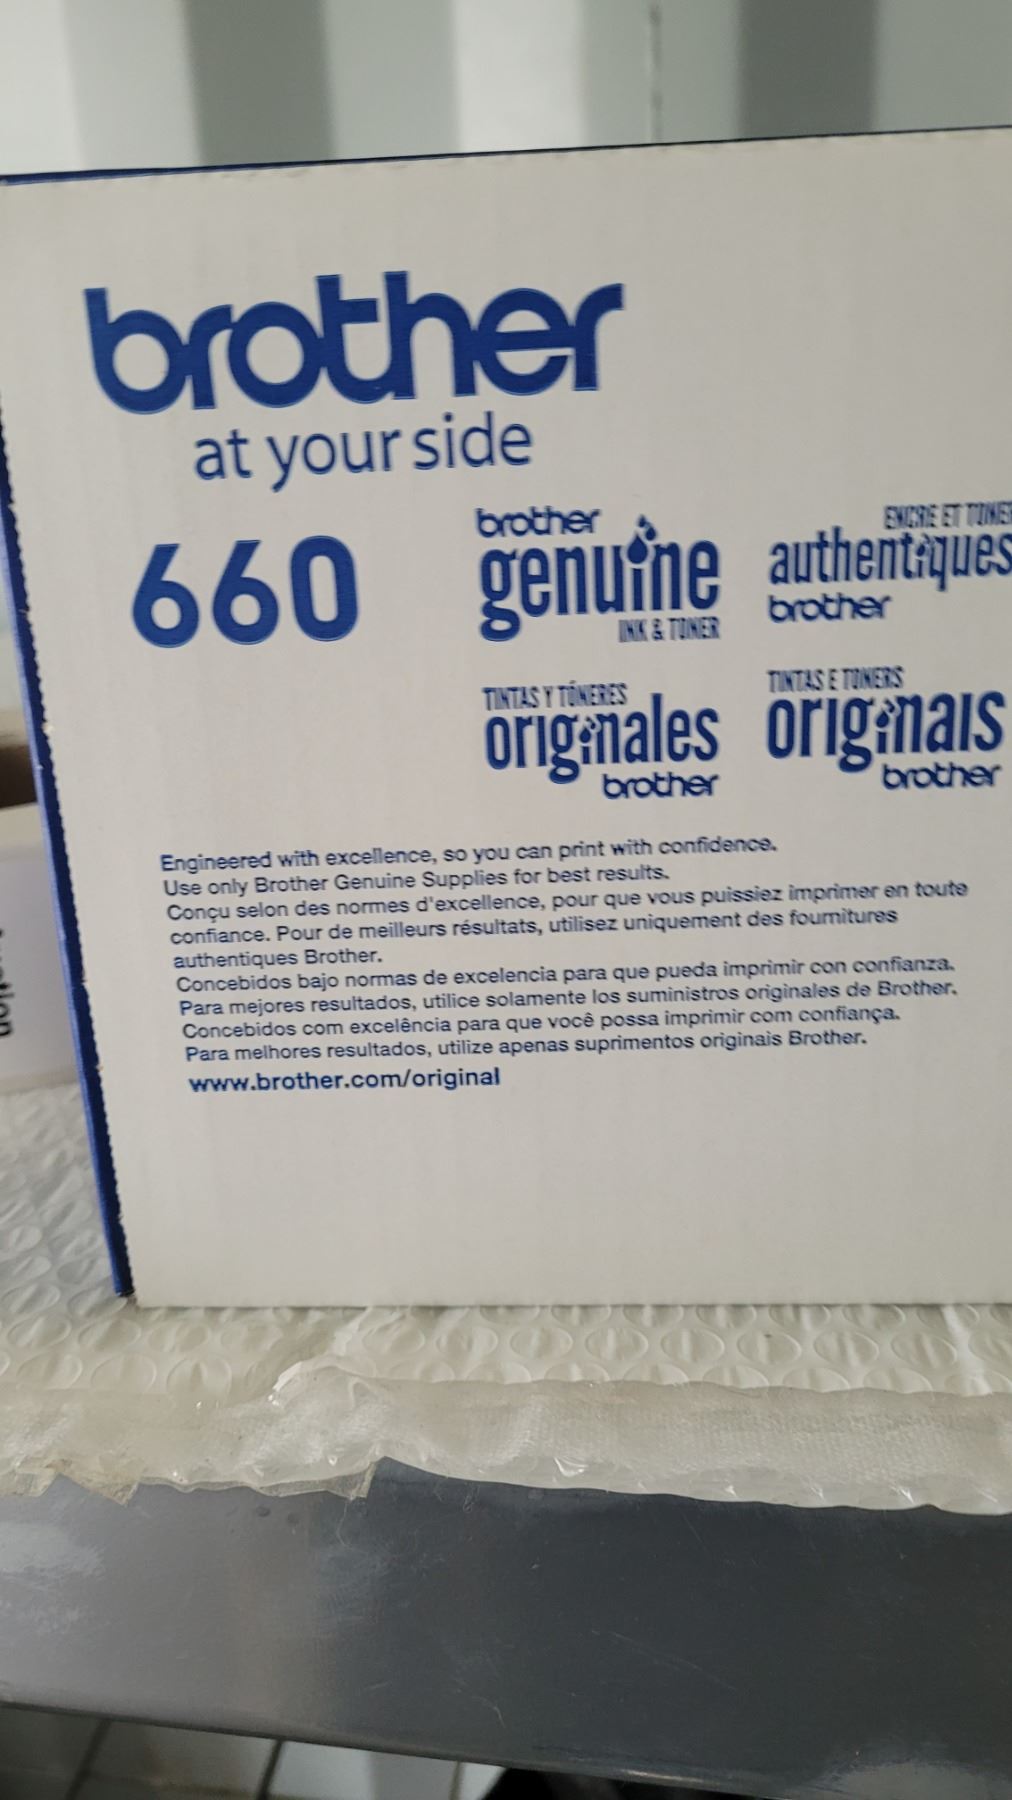 brother
at your side
660
brother
genuine
INK & TONER
ENCRE ET TONER
authentiques
brother
TINTAS Y TÓNERES
originales
brother
TINTAS E TONERS
originais
brother
Engineered with excellence, so you can print with confidence.
Use only Brother Genuine Supplies for best results.
Conçu selon des normes d'excellence, pour que vous puissiez imprimer en toute
confiance. Pour de meilleurs résultats, utilisez uniquement des fournitures
authentiques Brother.
Concebidos bajo normas de excelencia para que pueda imprimir con confianza.
Para mejores resultados, utilice solamente los suministros originales de Brother.
Concebidos com excelência para que você possa imprimir com confiança.
Para melhores resultados, utilize apenas suprimentos originais Brother.
www.brother.com/original